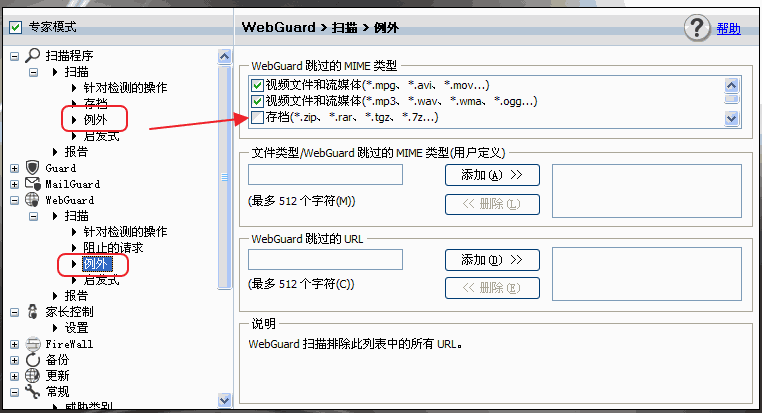 专家模式
扫描程序
扫描
针对检测的操作
存档
例外
启发式
报告
Guard
MailGuard
WebGuard
扫描
针对检测的操作
阻止的请求
例外
启发式
报告
家长控制
设置
FireWall
备份
更新
常规
威胁类别
WebGuard > 扫描 > 例外
? 帮助
WebGuard 跳过的 MIME 类型
视频文件和流媒体(*.mpg、*.avi、*.mov...)
视频文件和流媒体(*.mp3、*.wav、*.wma、*.ogg...)
存档(*.zip、*.rar、*.tgz、*.7z...)
文件类型/WebGuard 跳过的 MIME 类型(用户定义)
添加(A) >>
(最多 512 个字符(M))
<< 删除(L)
WebGuard 跳过的 URL
添加(D) >>
(最多 512 个字符(C))
<< 删除(E)
说明
WebGuard 扫描排除此列表中的所有 URL。